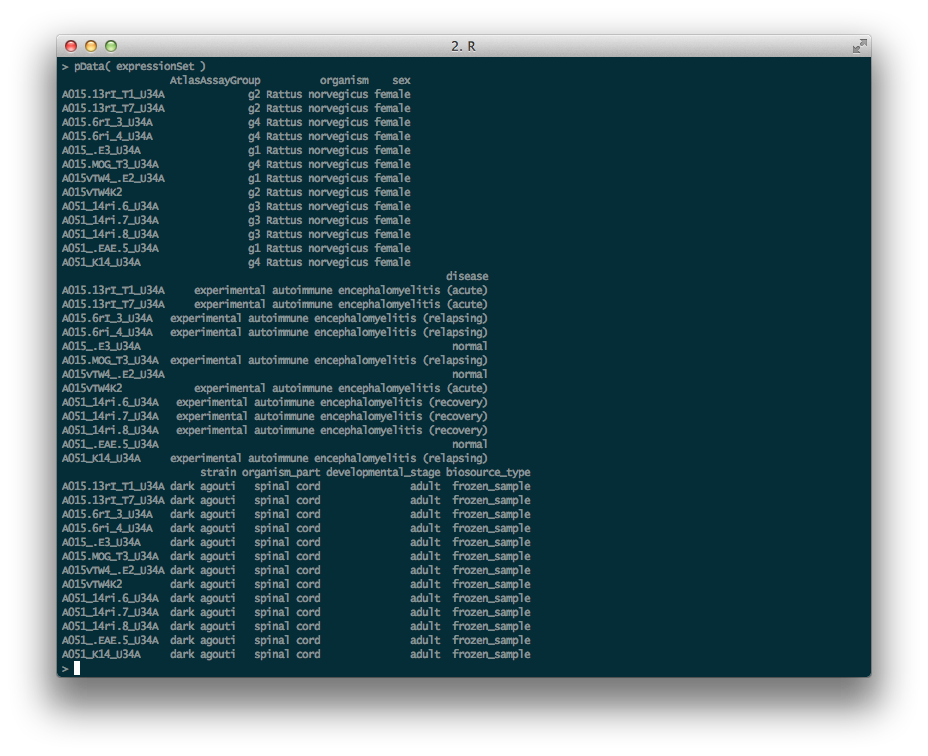 2. R
> pData( expressionSet )
AtlasAssayGroup organism sex
A015.13rI_T1_U34A g2 Rattus norvegicus female
A015.13rI_T7_U34A g2 Rattus norvegicus female
A015.6rI_3_U34A g4 Rattus norvegicus female
A015.6ri_4_U34A g4 Rattus norvegicus female
A015_.E3_U34A g1 Rattus norvegicus female
A015.MOG_T3_U34A g4 Rattus norvegicus female
A015vTW4_.E2_U34A g1 Rattus norvegicus female
A015vTW4K2 g2 Rattus norvegicus female
A051_14ri.6_U34A g3 Rattus norvegicus female
A051_14ri.7_U34A g3 Rattus norvegicus female
A051_14ri.8_U34A g3 Rattus norvegicus female
A051_.EAE.5_U34A g1 Rattus norvegicus female
A051_K14_U34A g4 Rattus norvegicus female
disease
A015.13rI_T1_U34A experimental autoimmune encephalomyelitis (acute)
A015.13rI_T7_U34A experimental autoimmune encephalomyelitis (acute)
A015.6rI_3_U34A experimental autoimmune encephalomyelitis (relapsing)
A015.6ri_4_U34A experimental autoimmune encephalomyelitis (relapsing)
A015_.E3_U34A normal
A015.MOG_T3_U34A experimental autoimmune encephalomyelitis (relapsing)
A015vTW4_.E2_U34A normal
A015vTW4K2 experimental autoimmune encephalomyelitis (acute)
A051_14ri.6_U34A experimental autoimmune encephalomyelitis (recovery)
A051_14ri.7_U34A experimental autoimmune encephalomyelitis (recovery)
A051_14ri.8_U34A experimental autoimmune encephalomyelitis (recovery)
A051_.EAE.5_U34A normal
A051_K14_U34A experimental autoimmune encephalomyelitis (relapsing)
strain organism_part developmental_stage biosource_type
A015.13rI_T1_U34A dark agouti spinal cord adult frozen_sample
A015.13rI_T7_U34A dark agouti spinal cord adult frozen_sample
A015.6rI_3_U34A dark agouti spinal cord adult frozen_sample
A015.6ri_4_U34A dark agouti spinal cord adult frozen_sample
A015_.E3_U34A dark agouti spinal cord adult frozen_sample
A015.MOG_T3_U34A dark agouti spinal cord adult frozen_sample
A015vTW4_.E2_U34A dark agouti spinal cord adult frozen_sample
A015vTW4K2 dark agouti spinal cord adult frozen_sample
A051_14ri.6_U34A dark agouti spinal cord adult frozen_sample
A051_14ri.7_U34A dark agouti spinal cord adult frozen_sample
A051_14ri.8_U34A dark agouti spinal cord adult frozen_sample
A051_.EAE.5_U34A dark agouti spinal cord adult frozen_sample
A051_K14_U34A dark agouti spinal cord adult frozen_sample
>